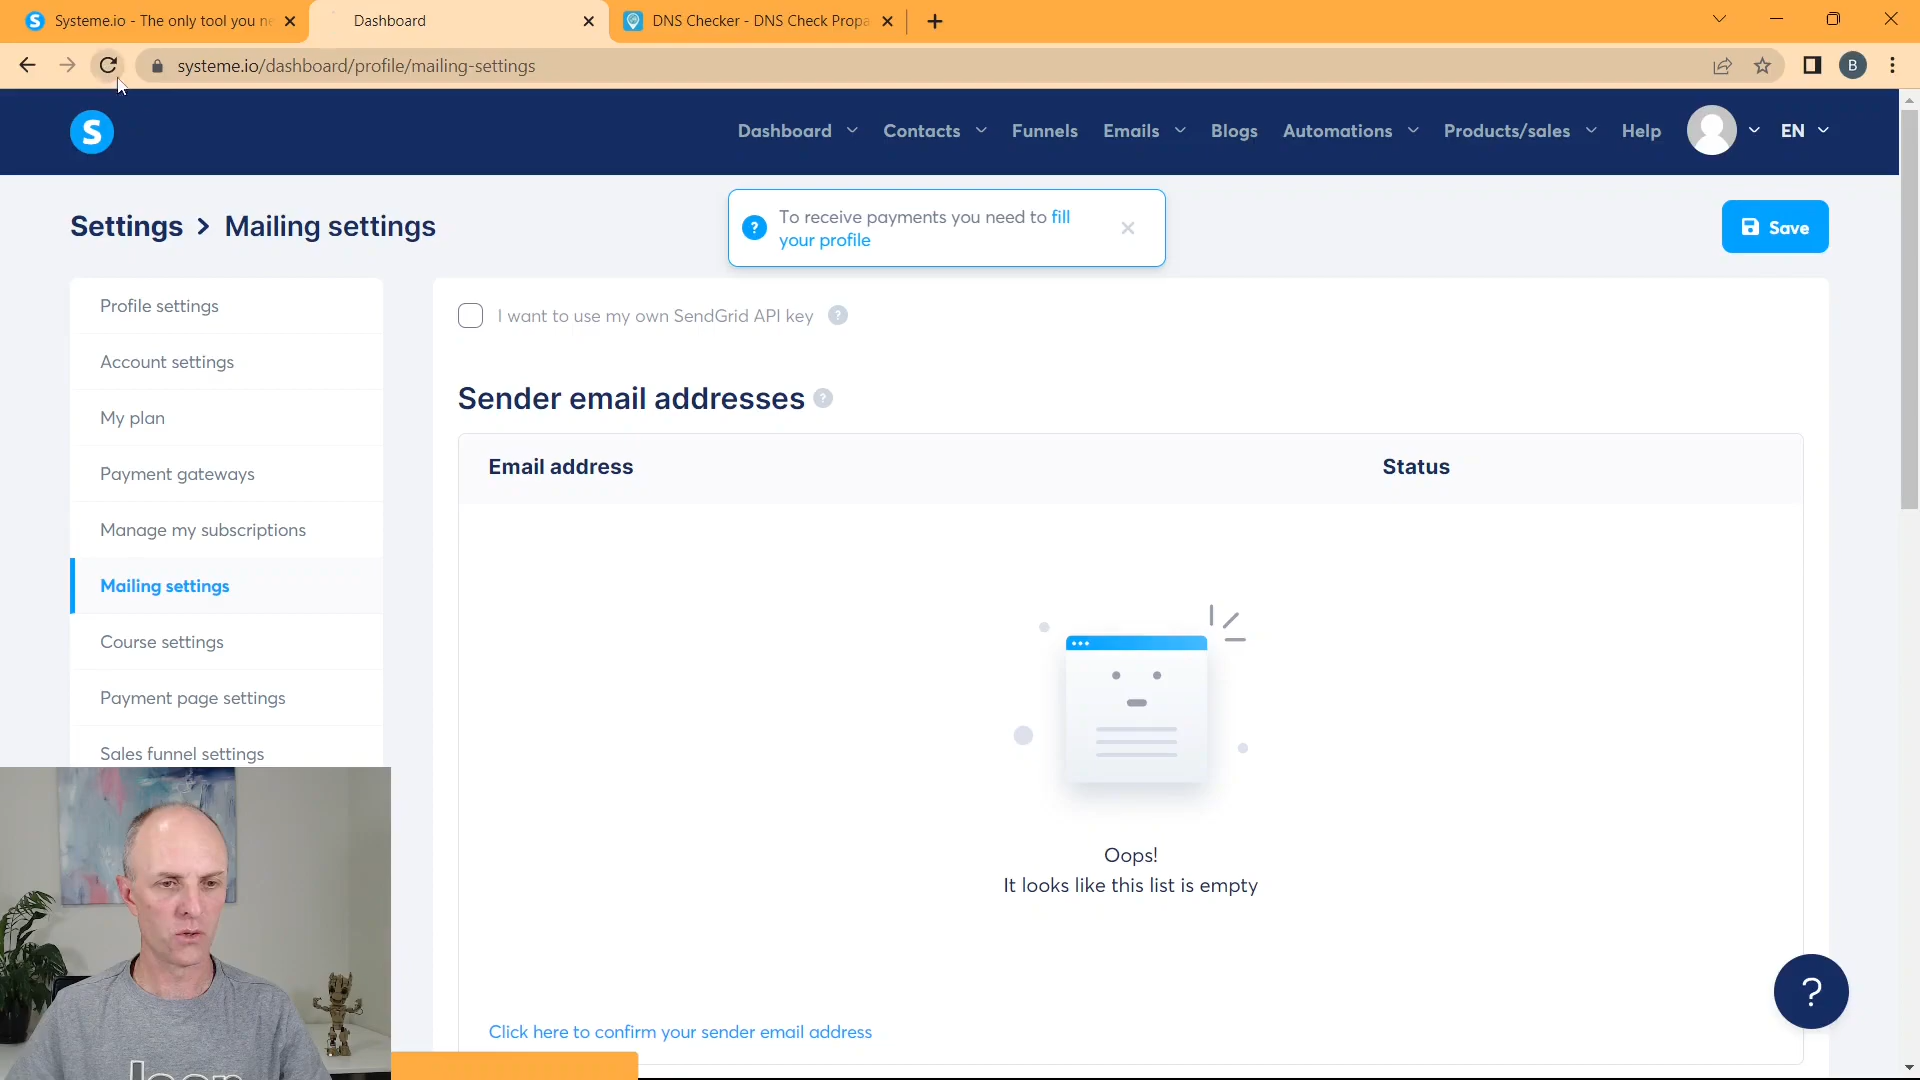 Systeme.io - The only tool you ne
Dashboard
DNS Checker - DNS Check Propa
systeme.io/dashboard/profile/mailing-settings
B
S
Dashboard
Contacts
Funnels
Emails
Blogs
Automations
Products/sales
Help
EN
Settings > Mailing settings
? To receive payments you need to fill
your profile
Save
Profile settings
Account settings
My plan
Payment gateways
Manage my subscriptions
Mailing settings
Course settings
Payment page settings
Sales funnel settings
I want to use my own SendGrid API key ?
Sender email addresses ?
Email address
Status
Oops!
It looks like this list is empty
Click here to confirm your sender email address
?